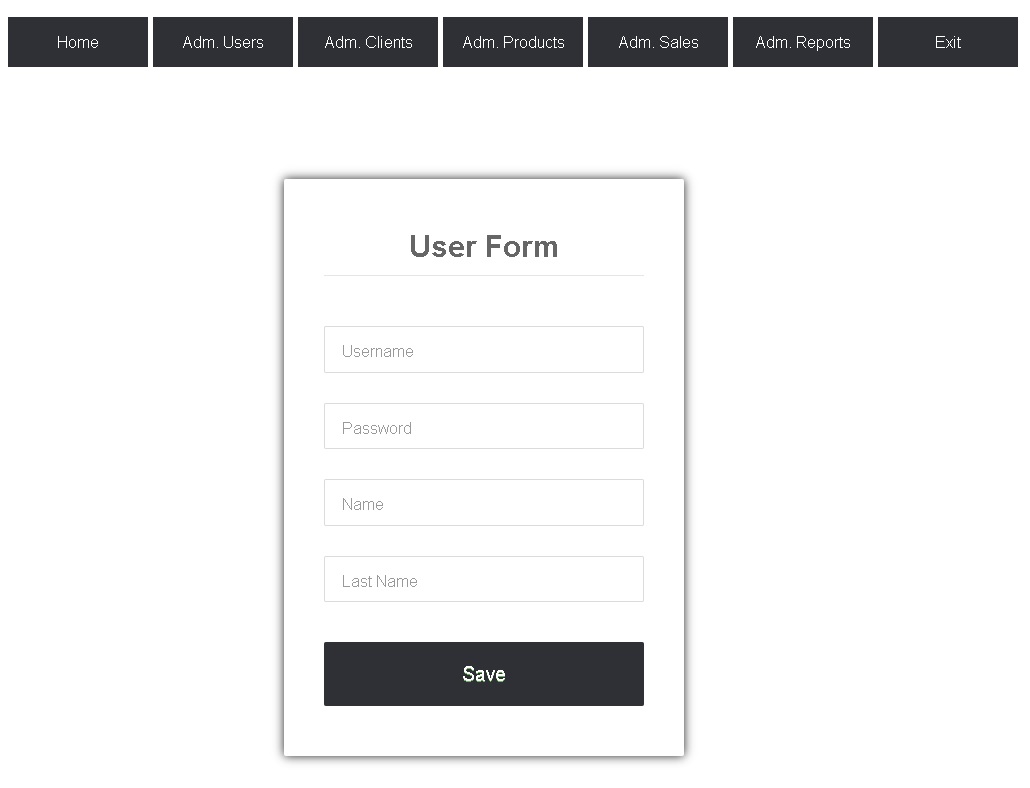 Home Adm. Users Adm. Clients Adm. Products Adm. Sales Adm. Reports Exit
User Form
Username
Password
Name
Last Name
Save